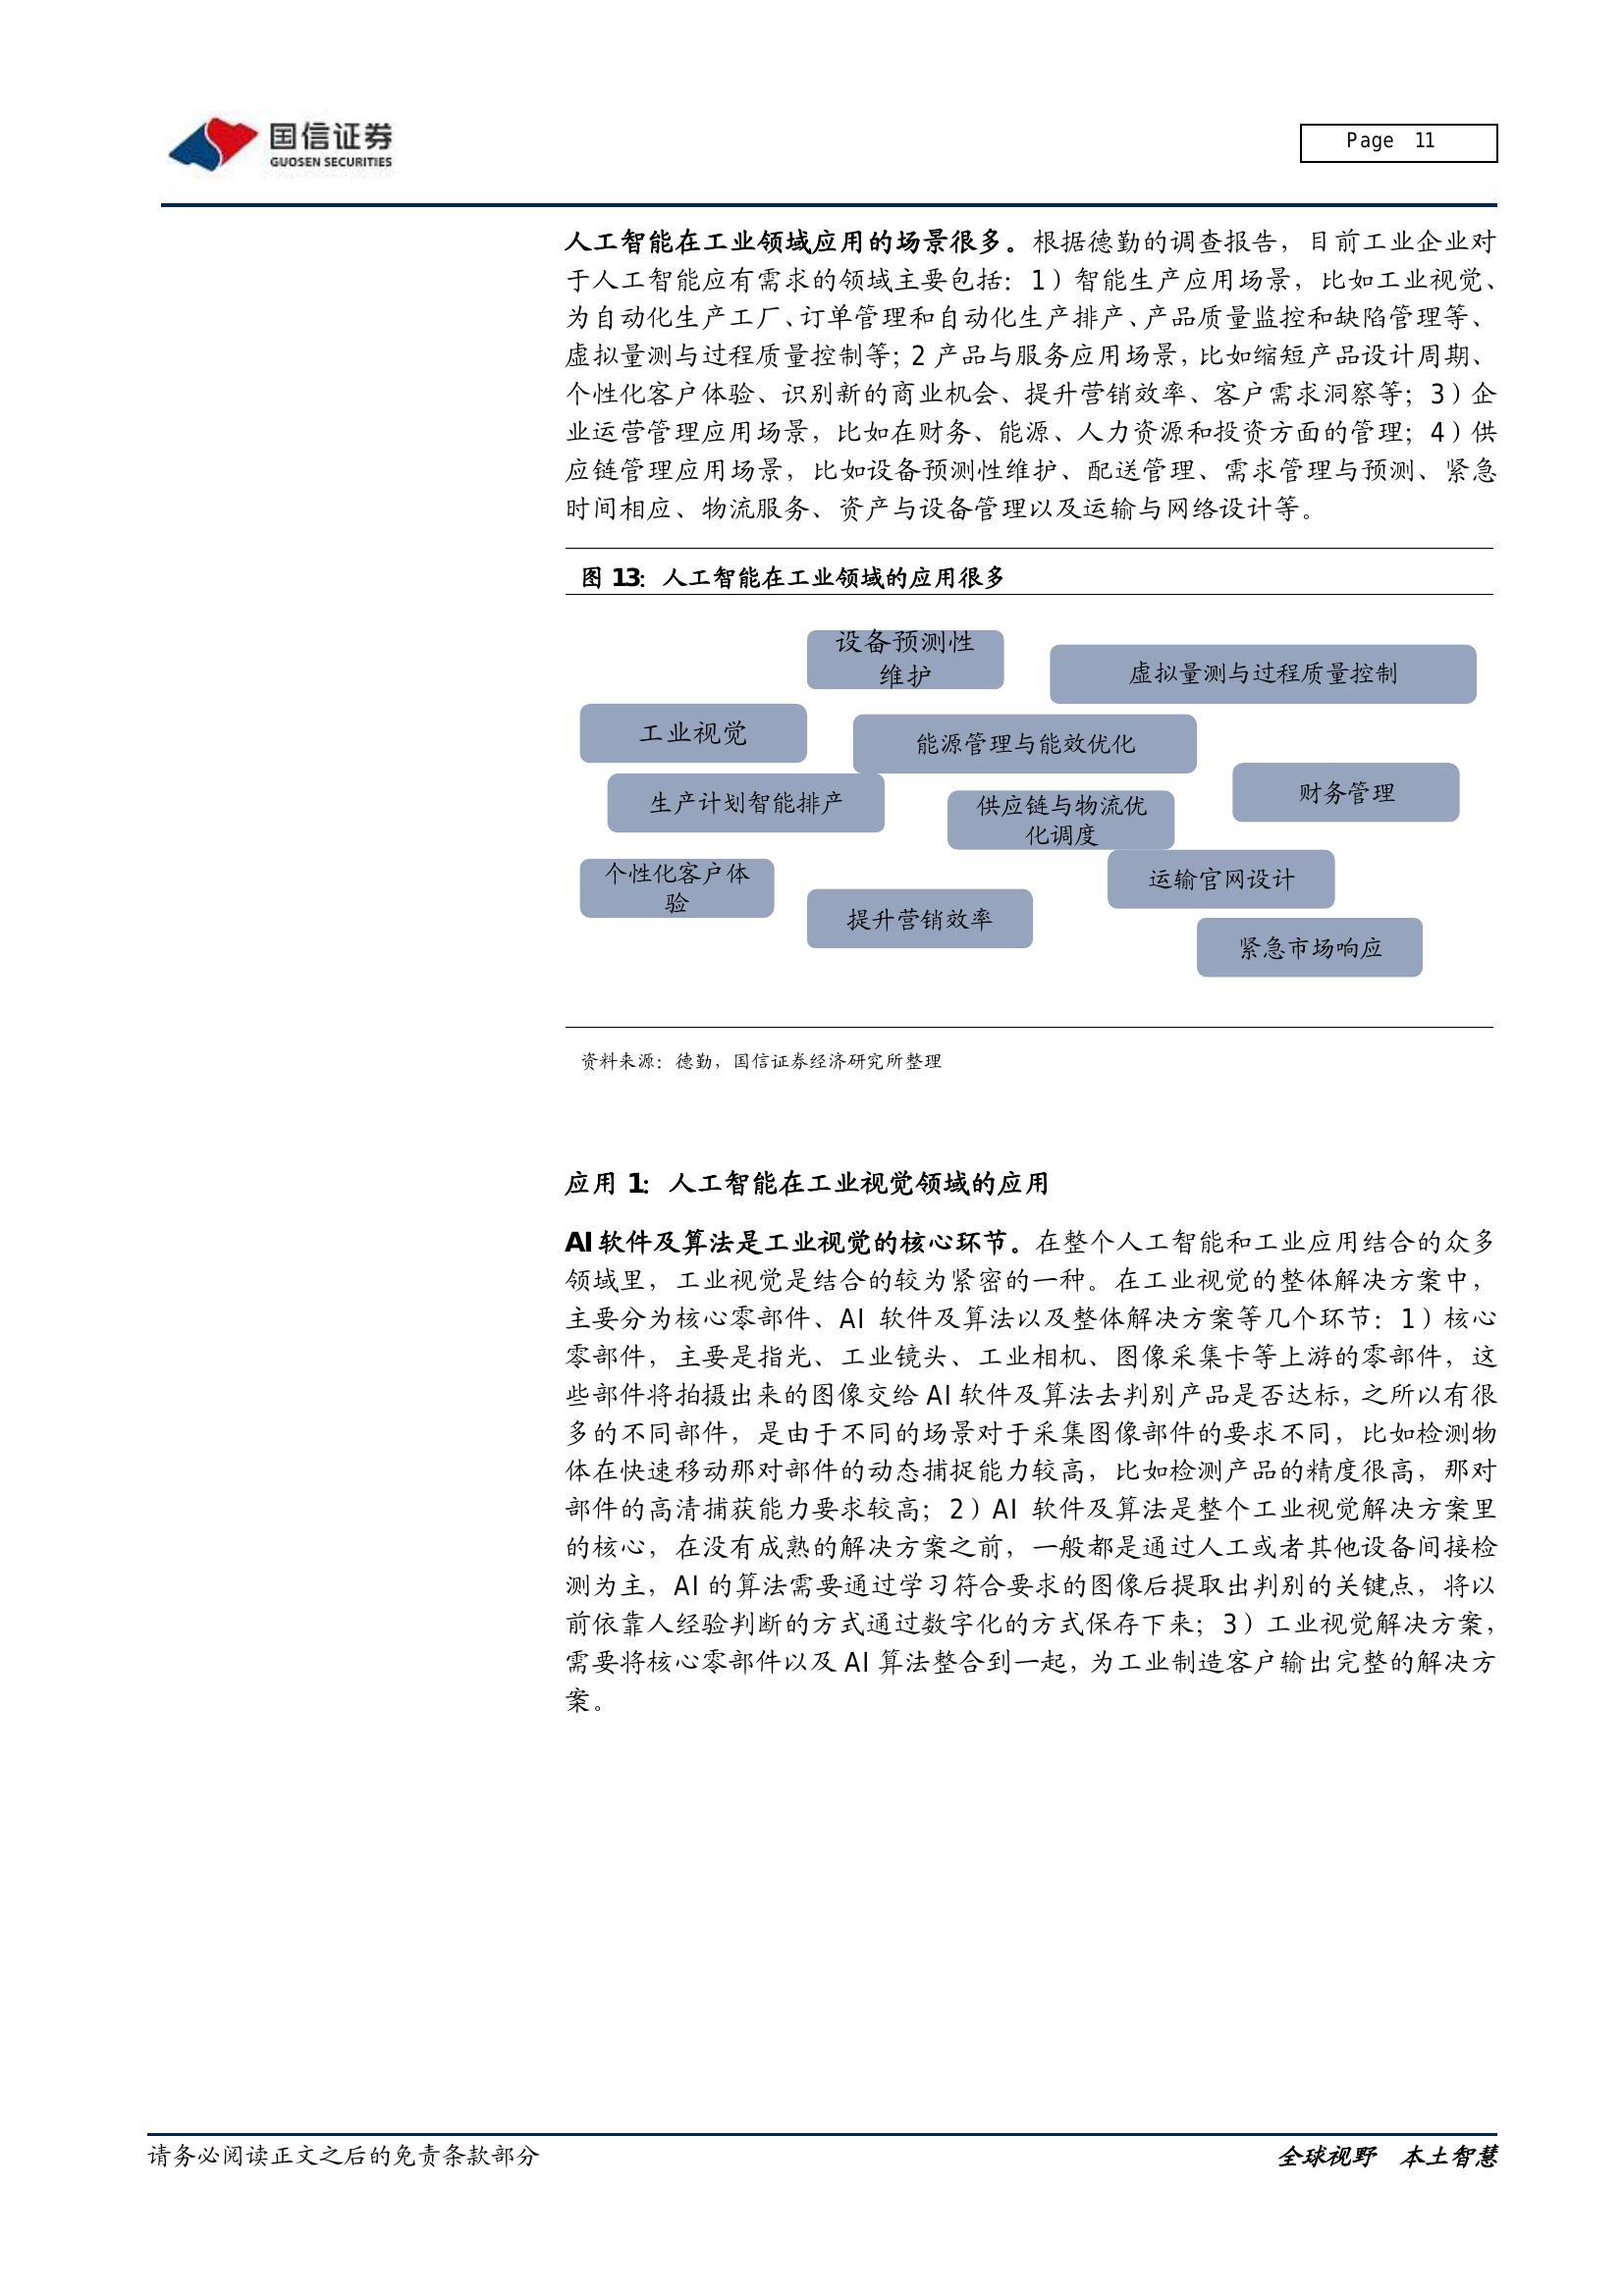 国信证券
GUOSEN SECURITIES
Page 11
人工智能在工业领域应用的场景很多。根据德勤的调查报告，目前工业企业对
于人工智能应有需求的领域主要包括：1）智能生产应用场景，比如工业视觉、
为自动化生产工厂、订单管理和自动化生产排产、产品质量监控和缺陷管理等、
虚拟量测与过程质量控制等；2 产品与服务应用场景，比如缩短产品设计周期、
个性化客户体验、识别新的商业机会、提升营销效率、客户需求洞察等；3）企
业运营管理应用场景，比如在财务、能源、人力资源和投资方面的管理；4）供
应链管理应用场景，比如设备预测性维护、配送管理、需求管理与预测、紧急
时间相应、物流服务、资产与设备管理以及运输与网络设计等。
图 13：人工智能在工业领域的应用很多
设备预测性
维护
虚拟量测与过程质量控制
工业视觉
能源管理与能效优化
生产计划智能排产
供应链与物流优
化调度
财务管理
个性化客户体
验
提升营销效率
运输官网设计
紧急市场响应
资料来源：德勤，国信证券经济研究所整理
应用 1：人工智能在工业视觉领域的应用
AI 软件及算法是工业视觉的核心环节。在整个人工智能和工业应用结合的众多
领域里，工业视觉是结合的较为紧密的一种。在工业视觉的整体解决方案中，
主要分为核心零部件、AI 软件及算法以及整体解决方案等几个环节：1）核心
零部件，主要是指光、工业镜头、工业相机、图像采集卡等上游的零部件，这
些部件将拍摄出来的图像交给 AI 软件及算法去判别产品是否达标，之所以有很
多的不同部件，是由于不同的场景对于采集图像部件的要求不同，比如检测物
体在快速移动那对部件的动态捕捉能力较高，比如检测产品的精度很高，那对
部件的高清捕获能力要求较高；2）AI 软件及算法是整个工业视觉解决方案里
的核心，在没有成熟的解决方案之前，一般都是通过人工或者其他设备间接检
测为主，AI 的算法需要通过学习符合要求的图像后提取出判别的关键点，将以
前依靠人经验判断的方式通过数字化的方式保存下来；3）工业视觉解决方案，
需要将核心零部件以及 AI 算法整合到一起，为工业制造客户输出完整的解决方
案。
请务必阅读正文之后的免责条款部分
全球视野 本土智慧